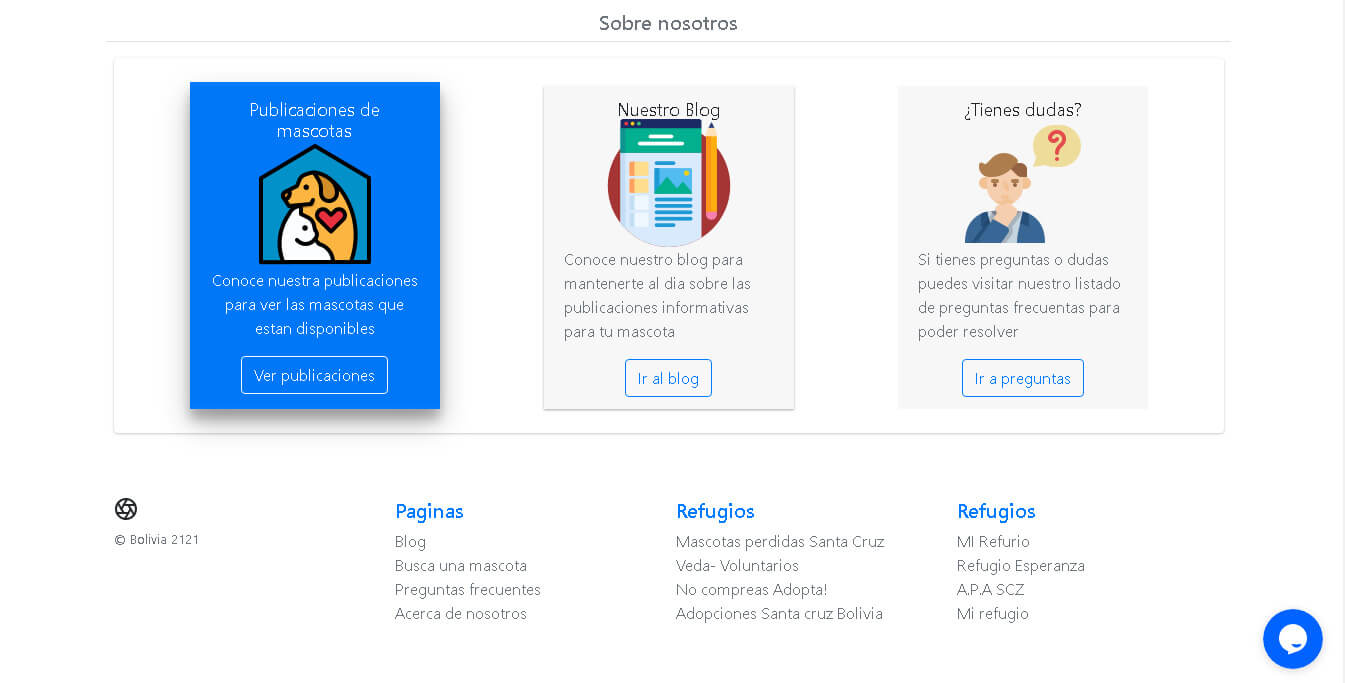 Sobre nosotros
Publicaciones de
mascotas
Conoce nuestra publicaciones
para ver las mascotas que
estan disponibles
Ver publicaciones
Nuestro Blog
Conoce nuestro blog para
mantenerte al dia sobre las
publicaciones informativas
para tu mascota
Ir al blog
¿Tienes dudas?
?
Si tienes preguntas o dudas
puedes visitar nuestro listado
de preguntas frecuentes para
poder resolver
Ir a preguntas
© Bolivia 2121
Paginas
Blog
Busca una mascota
Preguntas frecuentes
Acerca de nosotros
Refugios
Mascotas perdidas Santa Cruz
Veda- Voluntarios
No compreas Adopta!
Adopciones Santa cruz Bolivia
Refugios
MI Refurio
Refugio Esperanza
A.P.A SCZ
Mi refugio